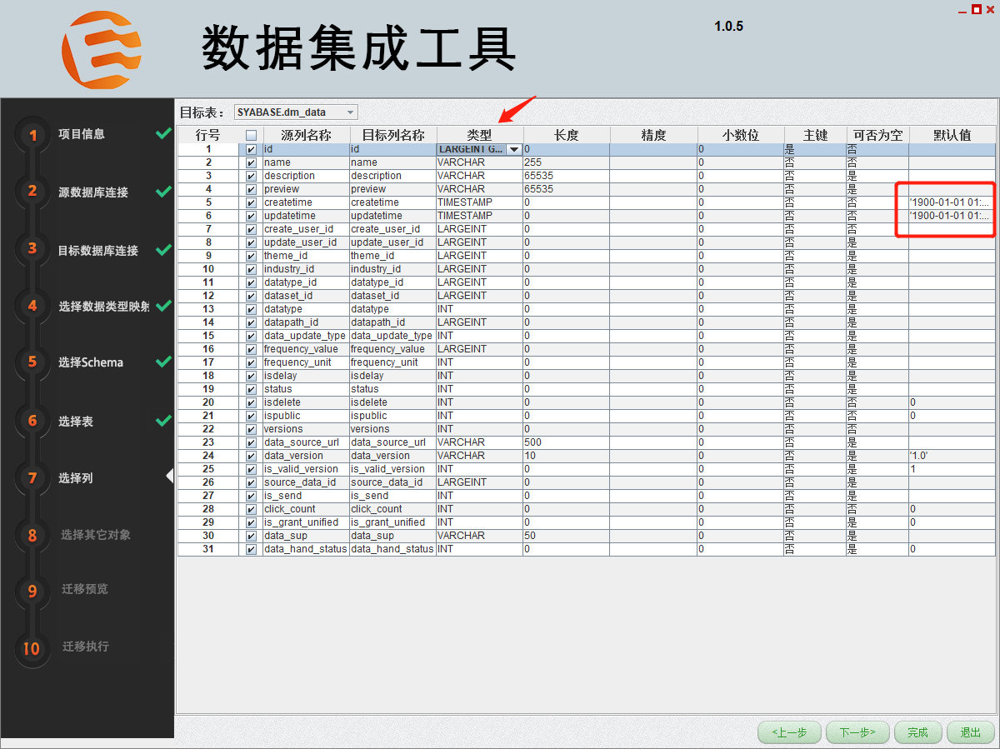 数据集成工具
1.0.5
1 项目信息
2 源数据库连接
3 目标数据库连接
4 选择数据类型映射
5 选择Schema
6 选择表
7 选择列
8 选择其它对象
9 迁移预览
10 迁移执行
目标表： SYABASE.dm_data
行号 源列名称 目标列名称 类型 长度 精度 小数位 主键 可否为空 默认值
1 id id LARGEINT G... 0 0 是 否
2 name name VARCHAR 255 0 否 否
3 description description VARCHAR 65535 0 否 是
4 preview preview VARCHAR 65535 0 否 是
5 createtime createtime TIMESTAMP 0 0 否 否 '1900-01-01 01:...
6 updatetime updatetime TIMESTAMP 0 0 否 否 '1900-01-01 01:...
7 create_user_id create_user_id LARGEINT 0 0 否 否
8 update_user_id update_user_id LARGEINT 0 0 否 是
9 theme_id theme_id LARGEINT 0 0 否 是
10 industry_id industry_id LARGEINT 0 0 否 是
11 datatype_id datatype_id LARGEINT 0 0 否 是
12 dataset_id dataset_id LARGEINT 0 0 否 是
13 datatype datatype INT 0 0 否 是
14 datapath_id datapath_id LARGEINT 0 0 否 是
15 data_update_type data_update_type INT 0 0 否 是
16 frequency_value frequency_value LARGEINT 0 0 否 是
17 frequency_unit frequency_unit INT 0 0 否 是
18 isdelay isdelay INT 0 0 否 是
19 status status INT 0 0 否 是
20 isdelete isdelete INT 0 0 否 是 0
21 ispublic ispublic INT 0 0 否 否 0
22 versions versions INT 0 0 否 否
23 data_source_url data_source_url VARCHAR 500 0 否 是
24 data_version data_version VARCHAR 10 0 否 是 '1.0'
25 is_valid_version is_valid_version INT 0 0 否 是 1
26 source_data_id source_data_id LARGEINT 0 0 否 是
27 is_send is_send INT 0 0 否 是
28 click_count click_count INT 0 0 否 否 0
29 is_grant_unified is_grant_unified INT 0 0 否 是 0
30 data_sup data_sup VARCHAR 50 0 否 是
31 data_hand_status data_hand_status INT 0 0 否 是 0
<上一步 下一步> 完成 退出